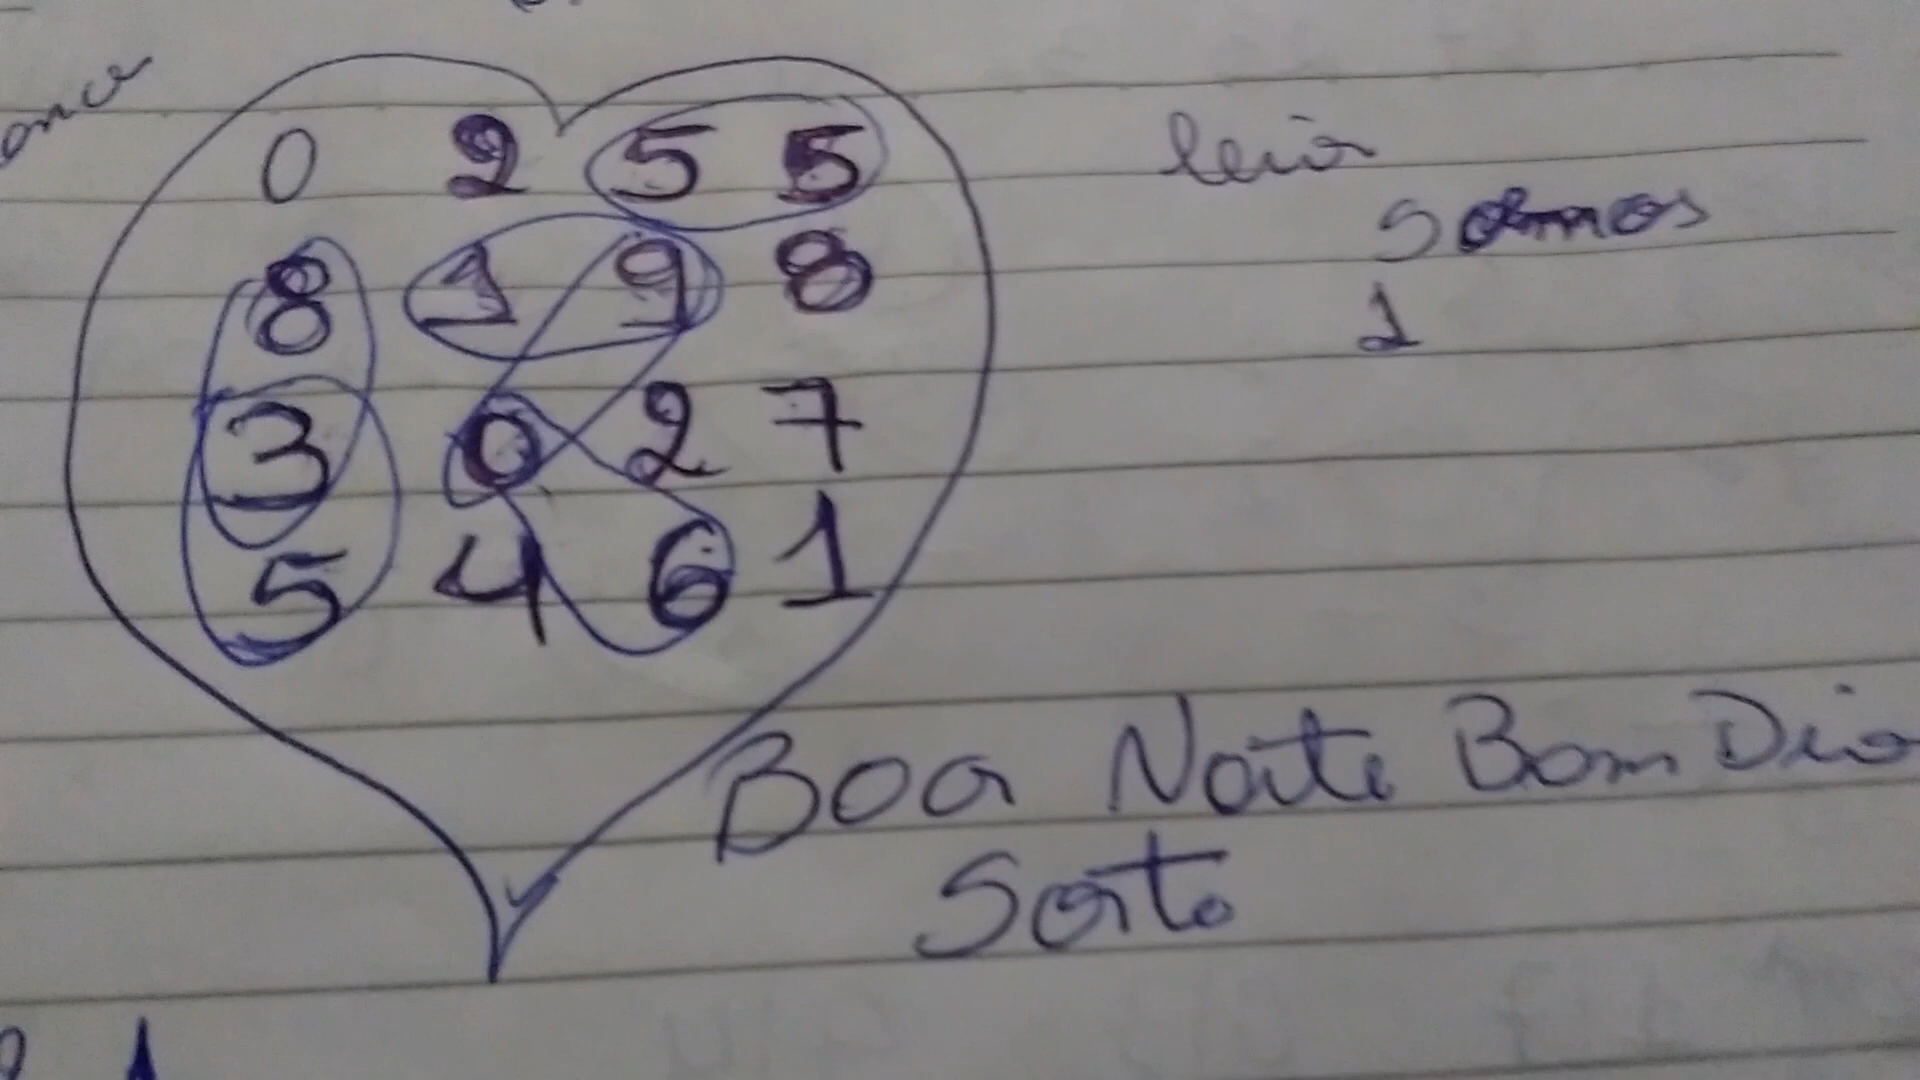 0 2 5 5
8 1 9 8
3 0 2 7
5 4 6 1
somos
1
Boa Noite Bom Dia
Sorte